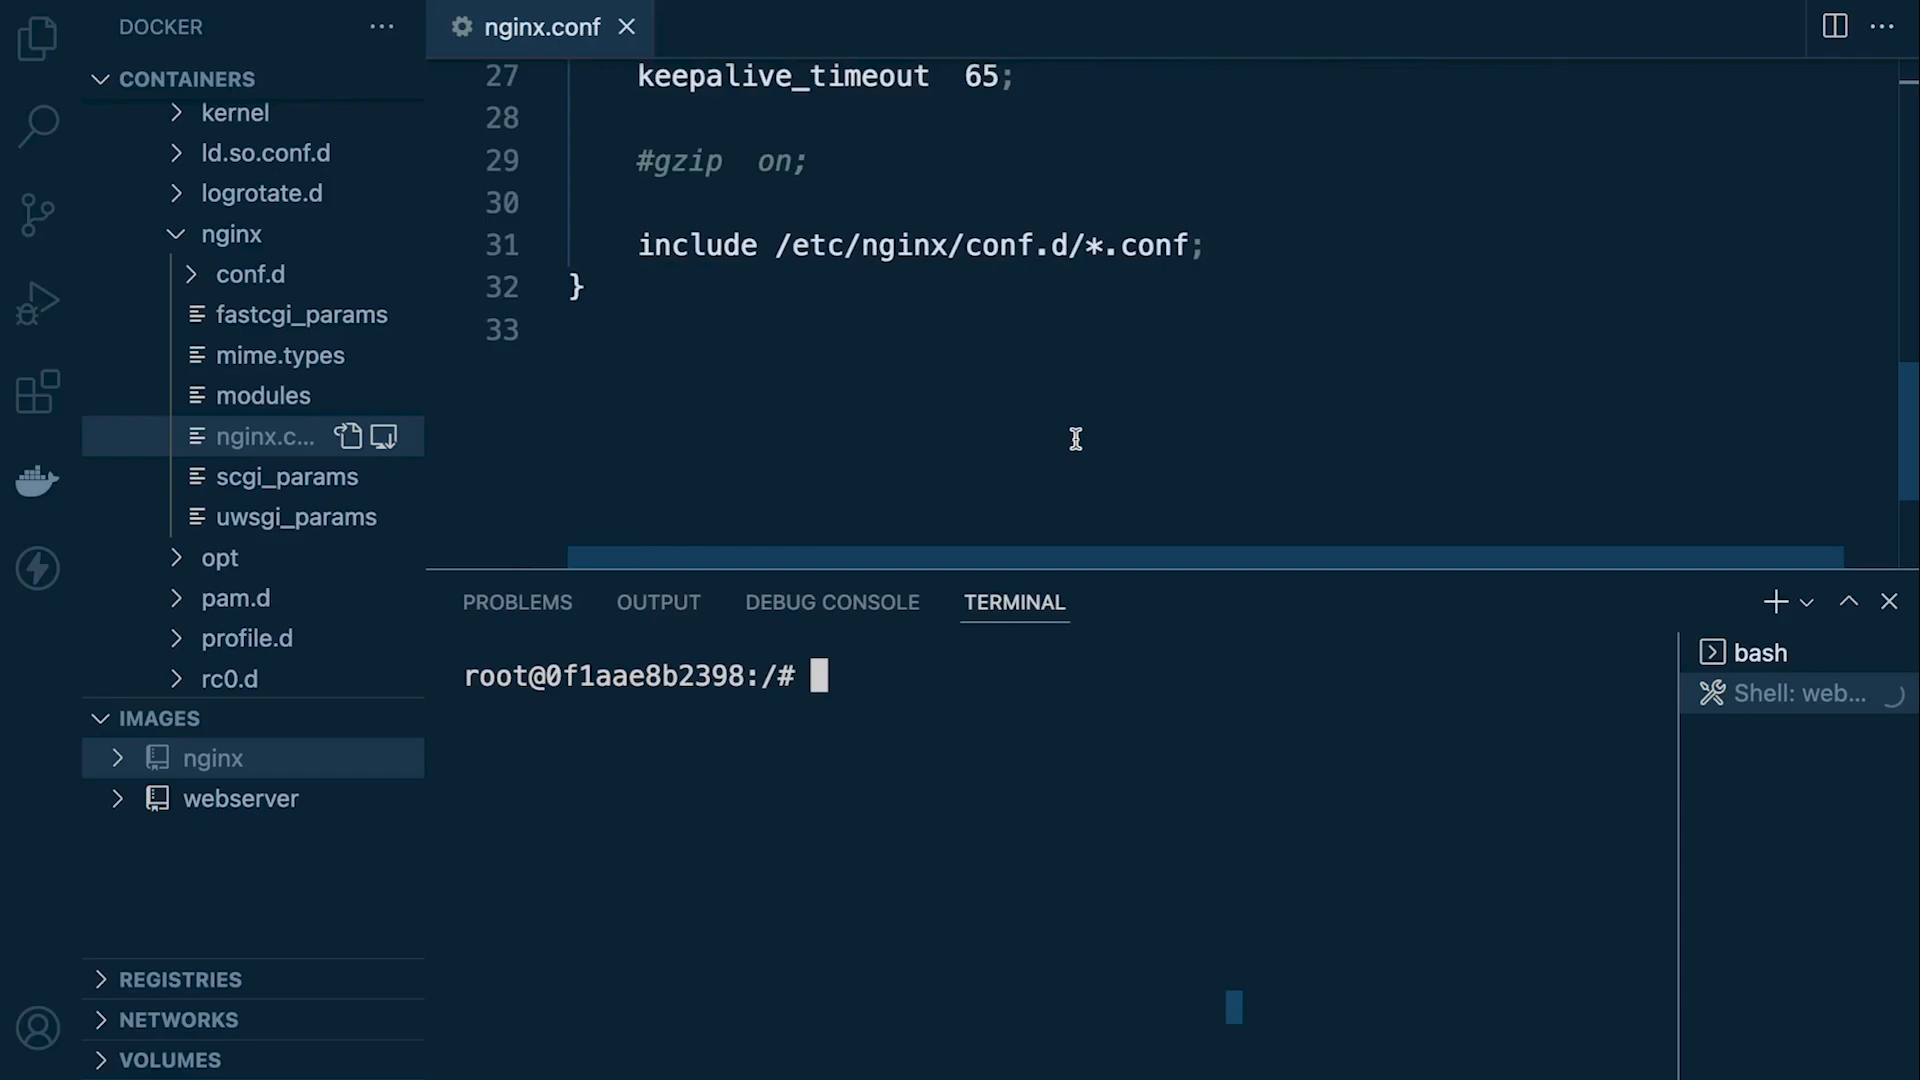 DOCKER
CONTAINERS
kernel
ld.so.conf.d
logrotate.d
nginx
conf.d
fastcgi_params
mime.types
modules
nginx.c...
scgi_params
uwsgi_params
opt
pam.d
profile.d
rc0.d
IMAGES
nginx
webserver
REGISTRIES
NETWORKS
VOLUMES
nginx.conf
27 keepalive_timeout 65;
28
29 #gzip on;
30
31 include /etc/nginx/conf.d/*.conf;
32 }
33
PROBLEMS OUTPUT DEBUG CONSOLE TERMINAL
root@0f1aae8b2398:/#
bash
Shell: web...